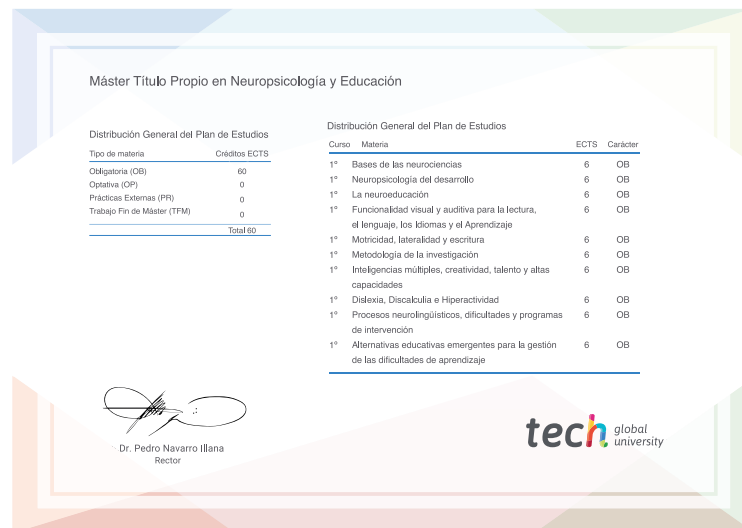 Máster Título Propio en Neuropsicología y Educación
Distribución General del Plan de Estudios
Tipo de materia Créditos ECTS
Obligatoria (OB) 60
Optativa (OP) 0
Prácticas Externas (PR) 0
Trabajo Fin de Máster (TFM) 0
Total 60
Distribución General del Plan de Estudios
Curso Materia ECTS Carácter
1º Bases de las neurociencias 6 OB
1º Neuropsicología del desarrollo 6 OB
1º La neuroeducación 6 OB
1º Funcionalidad visual y auditiva para la lectura, 6 OB
el lenguaje, los Idiomas y el Aprendizaje
1º Motricidad, lateralidad y escritura 6 OB
1º Metodología de la investigación 6 OB
1º Inteligencias múltiples, creatividad, talento y altas 6 OB
capacidades
1º Dislexia, Discalculia e Hiperactividad 6 OB
1º Procesos neurolingüísticos, dificultades y programas 6 OB
de intervención
1º Alternativas educativas emergentes para la gestión 6 OB
de las dificultades de aprendizaje
Dr. Pedro Navarro Illana
Rector
tech global
university